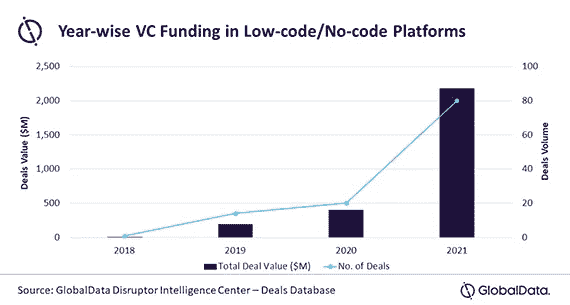 Year-wise VC Funding in Low-code/No-code Platforms
2,500
2,000
1,500
1,000
500
0
Deals Value ($M)
100
80
60
40
20
0
Deals Volume
2018 2019 2020 2021
Total Deal Value ($M) No. of Deals
Source: GlobalData Disruptor Intelligence Center – Deals Database
GlobalData.